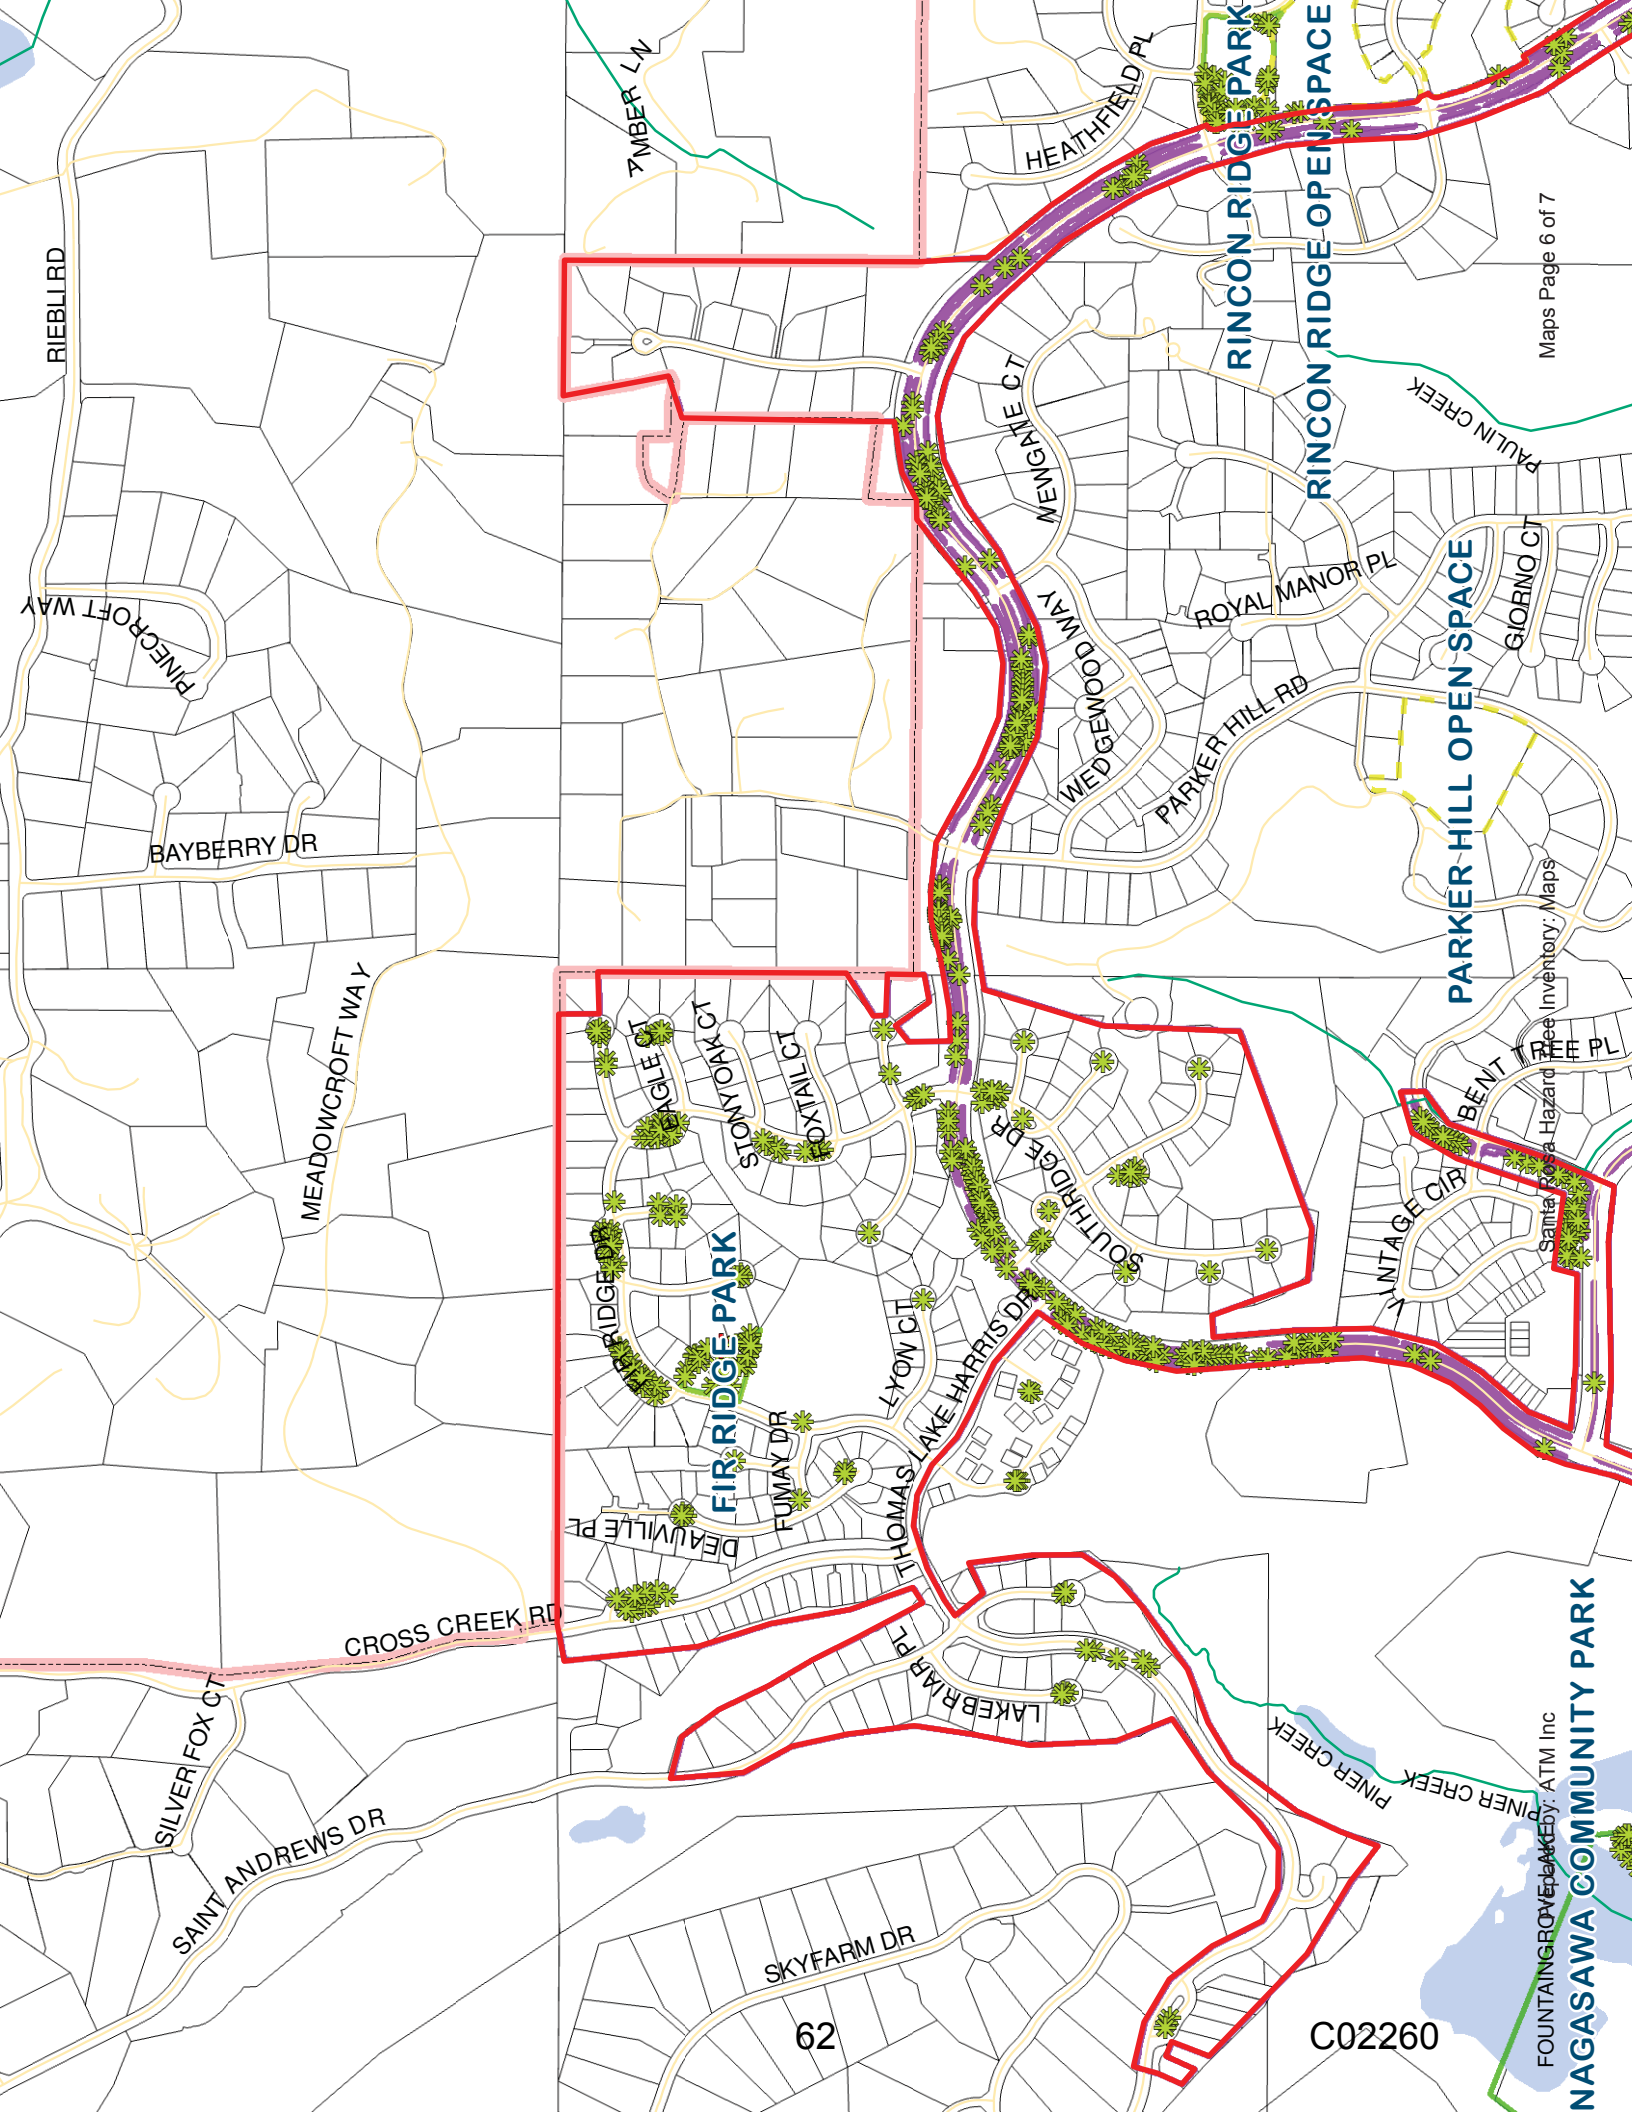 AMBER LN
HEATHFIELD PL
RINCON RIDGE PARK
RINCON RIDGE OPEN SPACE
Maps Page 6 of 7
RIEBLI RD
NEWGATE CT
PAULIN CREEK
PINECROFT WAY
WEDGEWOOD WAY
ROYAL MANOR PL
GIORNO CT
PARKER HILL RD
PARKER HILL OPEN SPACE
BAYBERRY DR
MEADOWCROFT WAY
EAGLE CT
STONY OAK CT
FOXTAIL CT
SOUTHRIDGE DR
BENT TREE PL
Santa Rosa Hazard Tree Inventory: Maps
VINTAGE CIR
FIR RIDGE DR
FIR RIDGE PARK
LYON CT
THOMAS LAKE HARRIS DR
FUMAY DR
DEAUVILLE PL
CROSS CREEK RD
LAKEBRIAR PL
SILVER FOX CT
SAINT ANDREWS DR
PINER CREEK
PINER CREEK
SKYFARM DR
FOUNTAINGROVE LAKE
Prepared by: ATM Inc
NAGASAWA COMMUNITY PARK
62
C02260